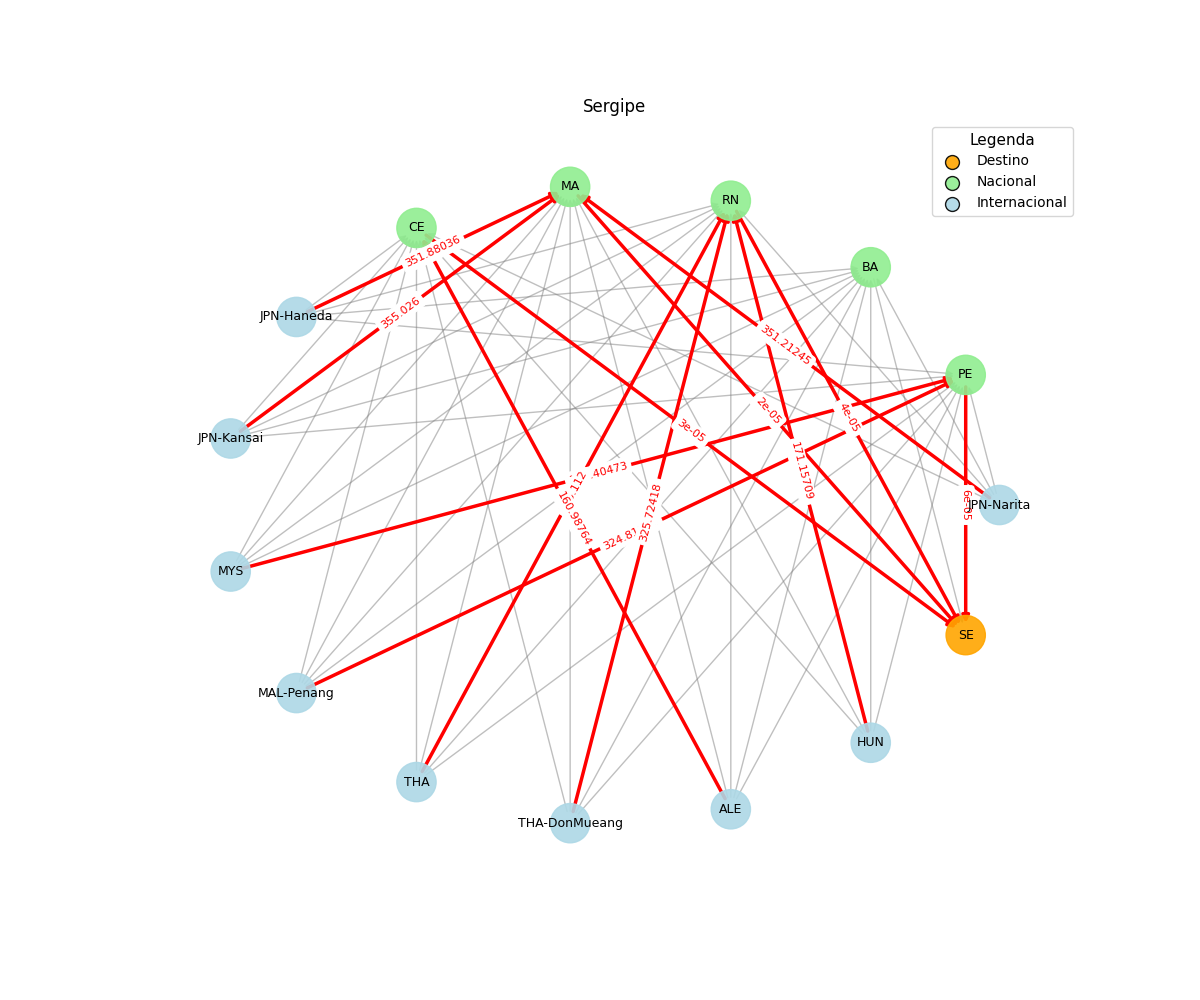 Sergipe
Legenda
Destino
Nacional
Internacional
MA
RN
CE
BA
JPN-Haneda
PE
JPN-Kansai
JPN-Narita
MYS
SE
MAL-Penang
HUN
THA
ALE
THA-DonMueang
351.88036
355.026
351.21245
2e-05
4e-05
3e-05
.40473
171.15709
.112
160.98764
325.72418
324.81
6e-05